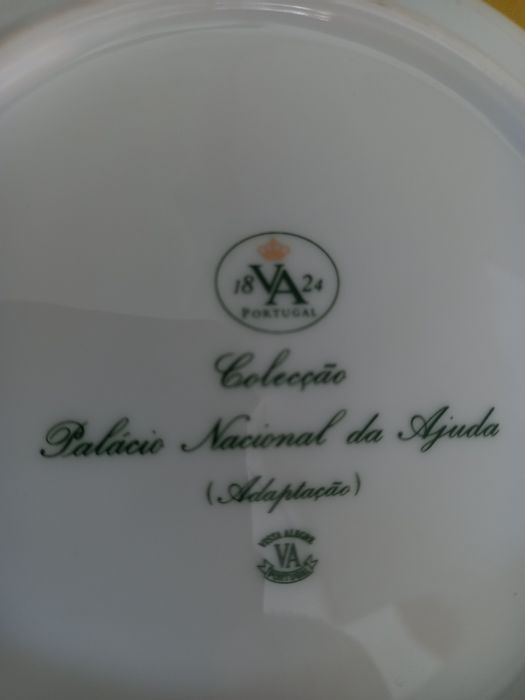 18 VA 24
PORTUGAL
Colecção
Palácio Nacional da Ajuda
(Adaptação)
VISTA ALEGRE
VA
PORTUGAL